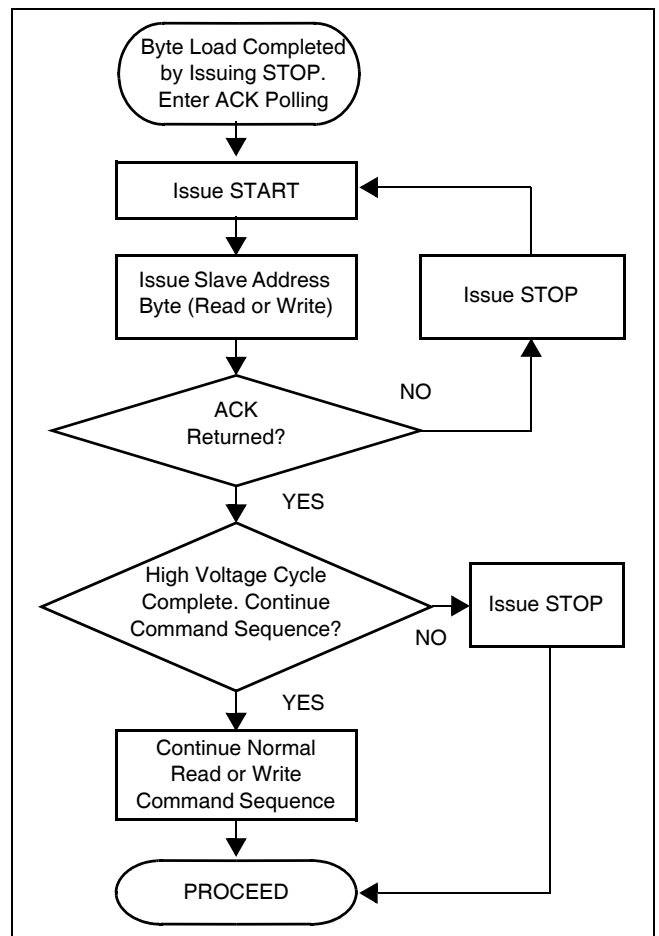 Byte Load Completed
by Issuing STOP.
Enter ACK Polling
Issue START
Issue Slave Address
Byte (Read or Write)
Issue STOP
NO
ACK
Returned?
YES
High Voltage Cycle
Complete. Continue
Command Sequence?
Issue STOP
NO
YES
Continue Normal
Read or Write
Command Sequence
PROCEED